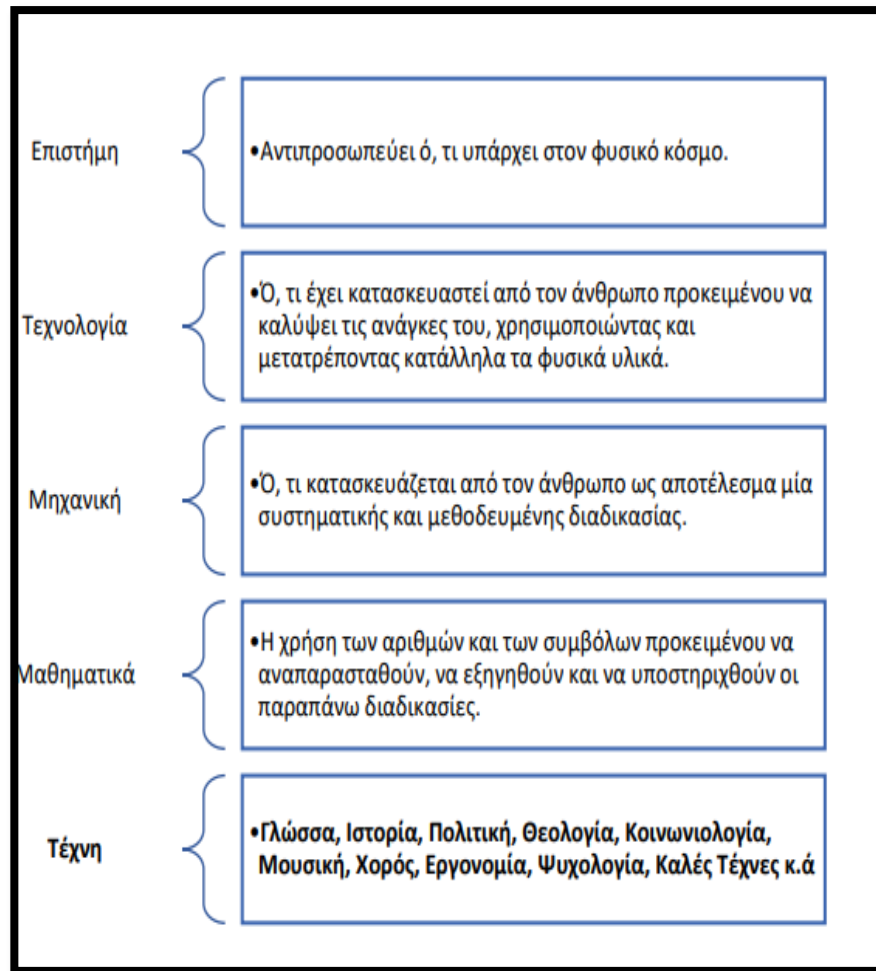 Επιστήμη
•Αντιπροσωπεύει ό, τι υπάρχει στον φυσικό κόσμο.
Τεχνολογία
•Ό, τι έχει κατασκευαστεί από τον άνθρωπο προκειμένου να
καλύψει τις ανάγκες του, χρησιμοποιώντας και
μετατρέποντας κατάλληλα τα φυσικά υλικά.
Μηχανική
•Ό, τι κατασκευάζεται από τον άνθρωπο ως αποτέλεσμα μία
συστηματικής και μεθοδευμένης διαδικασίας.
Μαθηματικά
•Η χρήση των αριθμών και των συμβόλων προκειμένου να
αναπαρασταθούν, να εξηγηθούν και να υποστηριχθούν οι
παραπάνω διαδικασίες.
Τέχνη
•Γλώσσα, Ιστορία, Πολιτική, Θεολογία, Κοινωνιολογία,
Μουσική, Χορός, Εργονομία, Ψυχολογία, Καλές Τέχνες κ.ά